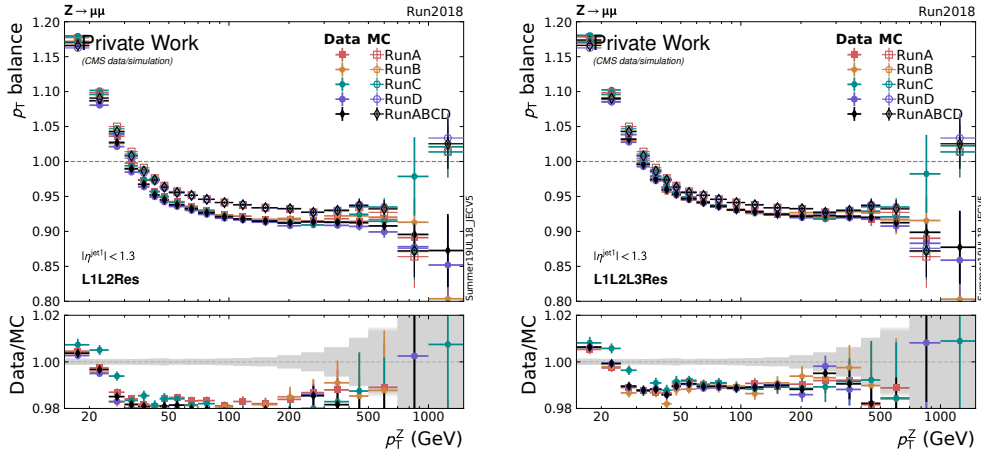 Z → μμ
Run2018
Private Work
(CMS data/simulation)
Data MC
RunA
RunB
RunC
RunD
RunABCD
p_T balance
1.20
1.15
1.10
1.05
1.00
0.95
0.90
0.85
0.80
|η^jet1| < 1.3
L1L2Res
Summer19UL18_JECV5
Data/MC
1.02
1.00
0.98
20
100
200
1000
p_T^Z (GeV)
Z → μμ
Run2018
Private Work
(CMS data/simulation)
Data MC
RunA
RunB
RunC
RunD
RunABCD
p_T balance
1.20
1.15
1.10
1.05
1.00
0.95
0.90
0.85
0.80
|η^jet1| < 1.3
L1L2L3Res
Summer19UL18_JECV5
Data/MC
1.02
1.00
0.98
20
100
200
1000
p_T^Z (GeV)